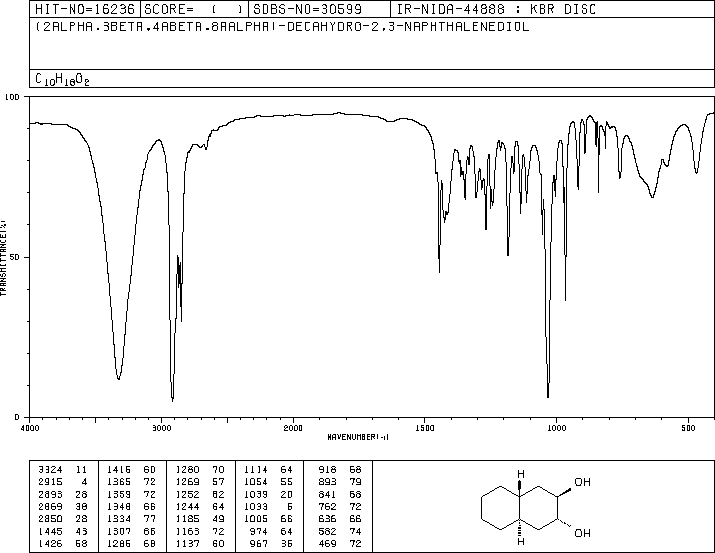 HIT-NO=16236 SCORE= ( ) SDBS-NO=30599 IR-NIDA-44888 : KBR DISC
(2ALPHA,3BETA,4ABETA,8AALPHA)-DECAHYDRO-2,3-NAPHTHALENEDIOL
C10H18O2
100
50
0
TRANSMITTANCE(%)
4000 3000 2000 1500 1000 500
WAVENUMBER(-1)
3324 11 1416 60 1280 70 1114 64 918 68
2915 4 1365 72 1269 57 1054 55 893 79
2893 28 1359 72 1252 82 1039 20 841 68
2869 38 1348 66 1244 64 1033 6 762 72
2850 28 1334 77 1185 49 1005 66 636 66
1445 43 1307 66 1163 72 974 64 582 74
1426 68 1286 68 1137 60 967 36 469 72
H
OH
OH
H